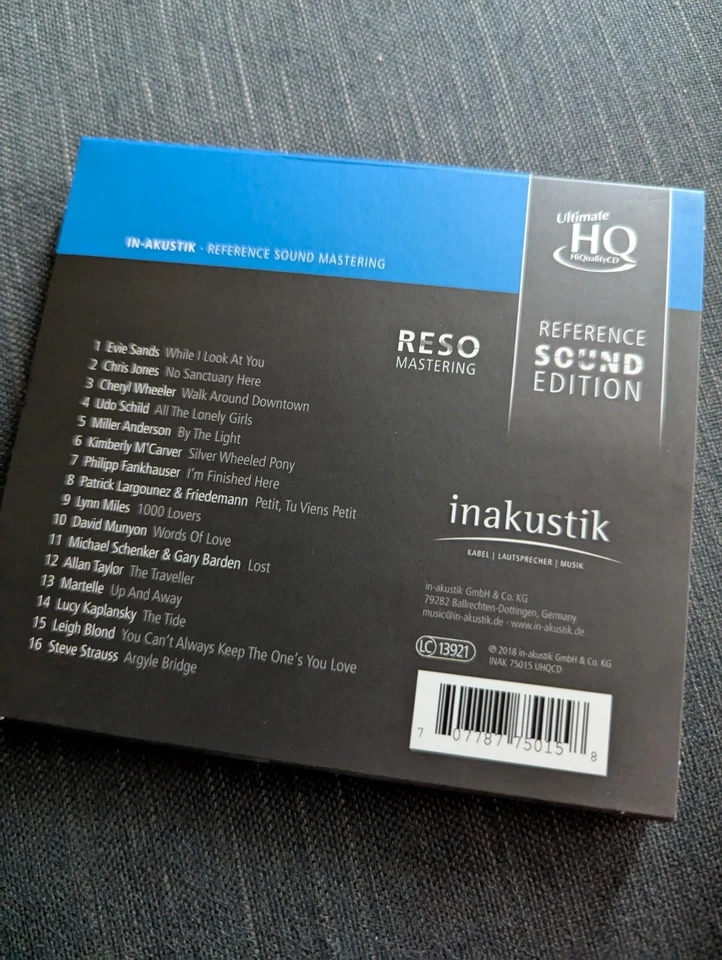 IN-AKUSTIK · REFERENCE SOUND MASTERING
Ultimate
HQ
HiQualityCD
REFERENCE
SOUND
EDITION
RESO
MASTERING
1 Evie Sands While I Look At You
2 Chris Jones No Sanctuary Here
3 Cheryl Wheeler Walk Around Downtown
4 Udo Schild All The Lonely Girls
5 Miller Anderson By The Light
6 Kimberly M'Carver Silver Wheeled Pony
7 Philipp Fankhauser I'm Finished Here
8 Patrick Largounez & Friedemann Petit, Tu Viens Petit
9 Lynn Miles 1000 Lovers
10 David Munyon Words Of Love
11 Michael Schenker & Gary Barden Lost
12 Allan Taylor The Traveller
13 Martelle Up And Away
14 Lucy Kaplansky The Tide
15 Leigh Blond You Can't Always Keep The One's You Love
16 Steve Strauss Argyle Bridge
inakustik
KABEL | LAUTSPRECHER | MUSIK
in-akustik GmbH & Co. KG
79282 Ballrechten-Dottingen, Germany
music@in-akustik.de · www.in-akustik.de
LC 13921
℗ 2018 in-akustik GmbH & Co. KG
INAK 75015 UHQCD
7 07787 75015 8